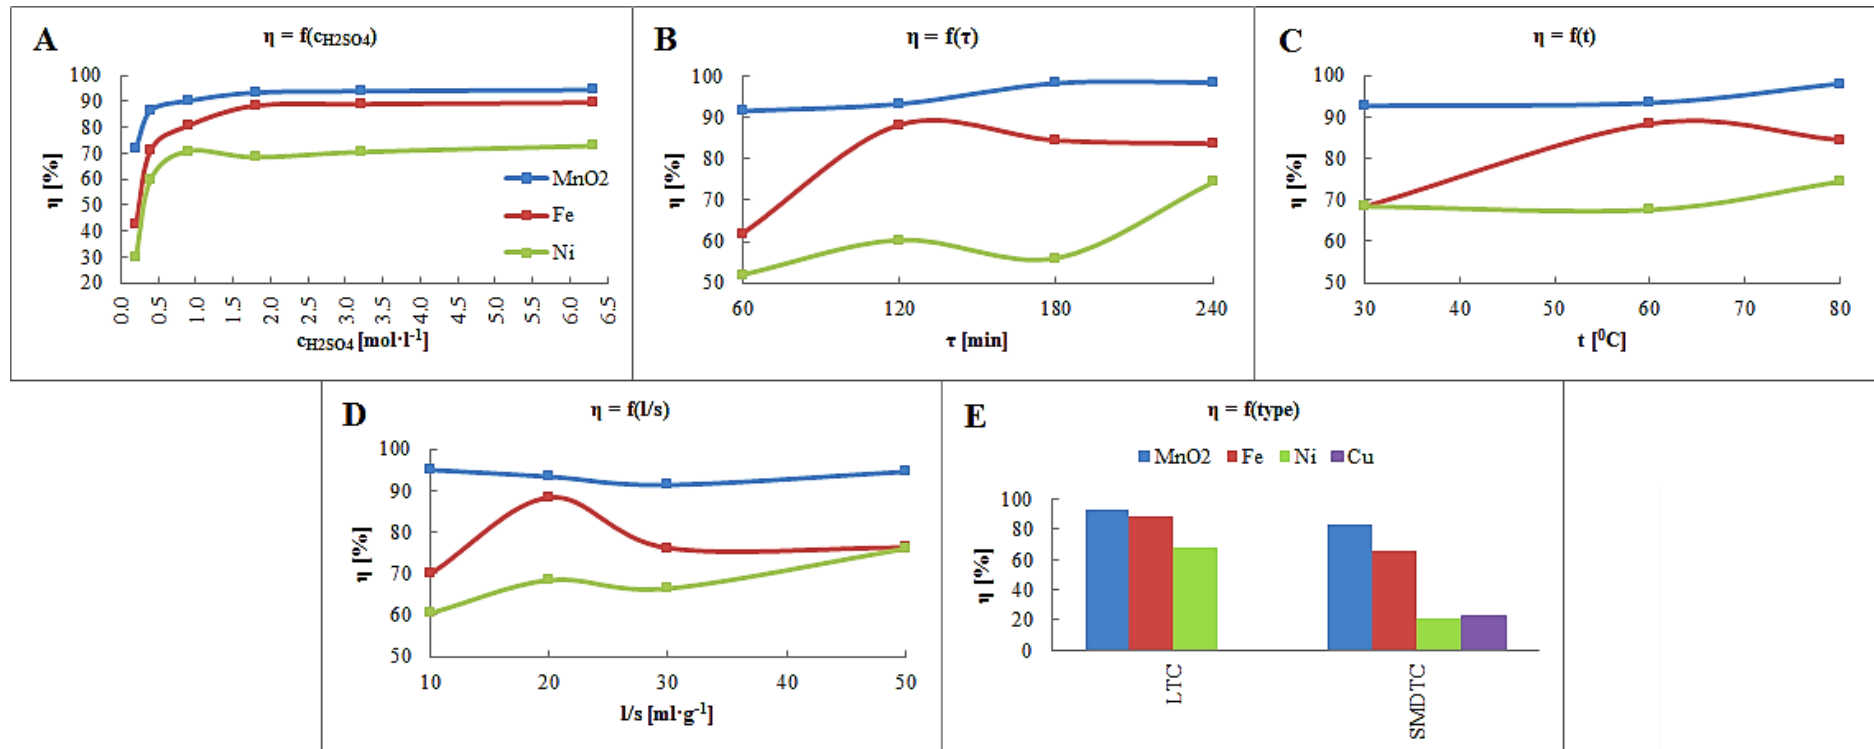 A
η = f(cH2SO4)
100
90
80
70
60
50
40
30
20
η [%]
MnO2
Fe
Ni
0.0
0.5
1.0
1.5
2.0
2.5
3.0
3.5
4.0
4.5
5.0
5.5
6.0
6.5
cH2SO4 [mol·l-1]
B
η = f(τ)
100
90
80
70
60
50
η [%]
60 120 180 240
τ [min]
C
η = f(t)
100
90
80
70
60
50
η [%]
30 40 50 60 70 80
t [0C]
D
η = f(l/s)
100
90
80
70
60
50
η [%]
10 20 30 40 50
l/s [ml·g-1]
E
η = f(type)
MnO2 Fe Ni Cu
100
80
60
40
20
0
η [%]
LTC
SMDTC